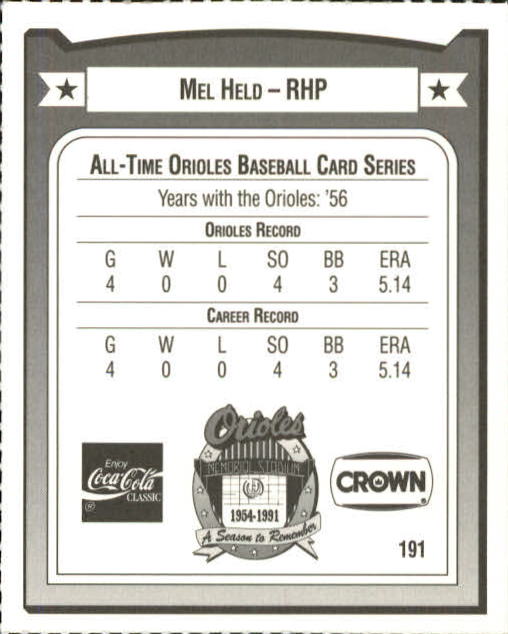 MEL HELD – RHP
ALL-TIME ORIOLES BASEBALL CARD SERIES
Years with the Orioles: '56
ORIOLES RECORD
G W L SO BB ERA
4 0 0 4 3 5.14
CAREER RECORD
G W L SO BB ERA
4 0 0 4 3 5.14
Orioles
MEMORIAL STADIUM
1954-1991
A Season to Remember
Enjoy
Coca-Cola
CLASSIC
CROWN
191